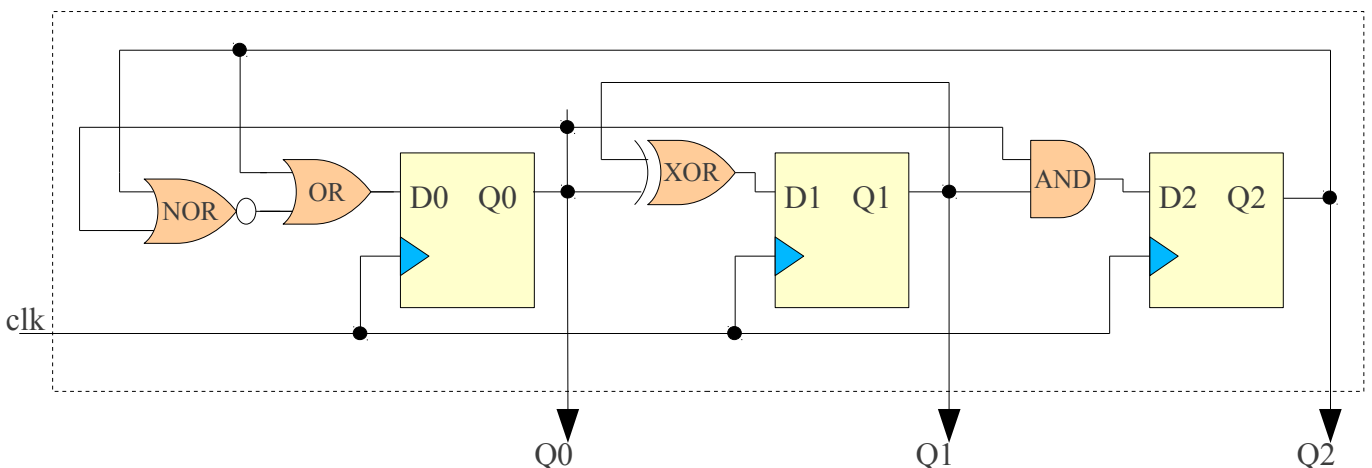 NOR OR D0 Q0 XOR D1 Q1 AND D2 Q2
clk
Q0 Q1 Q2